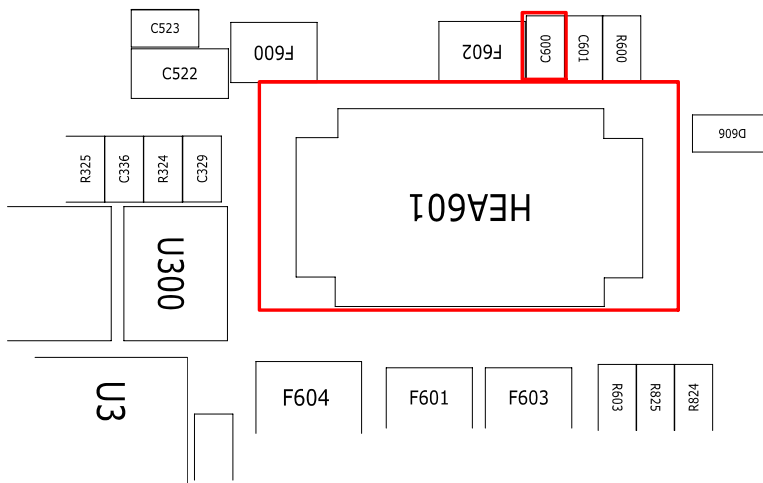 C523
C522
F600
F602
C600
C601
R600
D606
R325
C336
R324
C329
HEA601
U300
U3
F604
F601
F603
R603
R825
R824